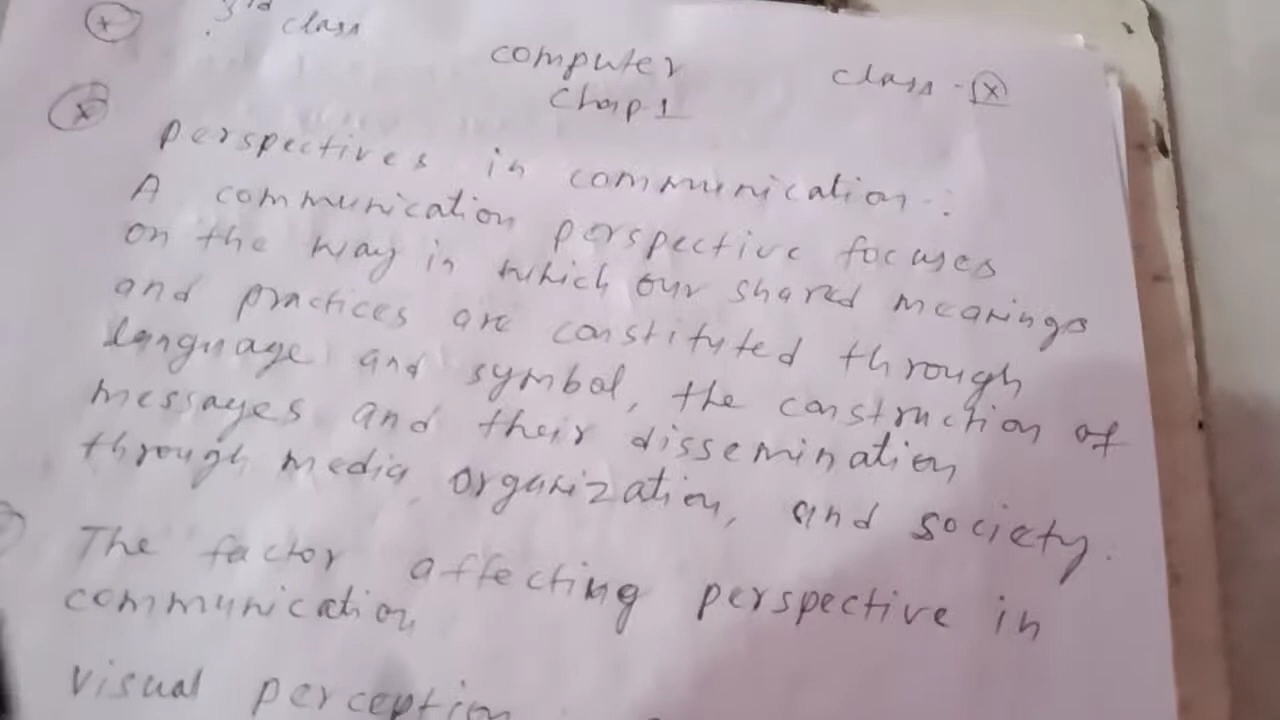 3rd class
computer class - IX
Chap 1
perspectives in communication :
A communication perspective focuses
on the way in which our shared meanings
and practices are constituted through
language and symbol, the construction of
messages and their dissemination
through media, organization, and society.
The factor affecting perspective in
communication
visual perception